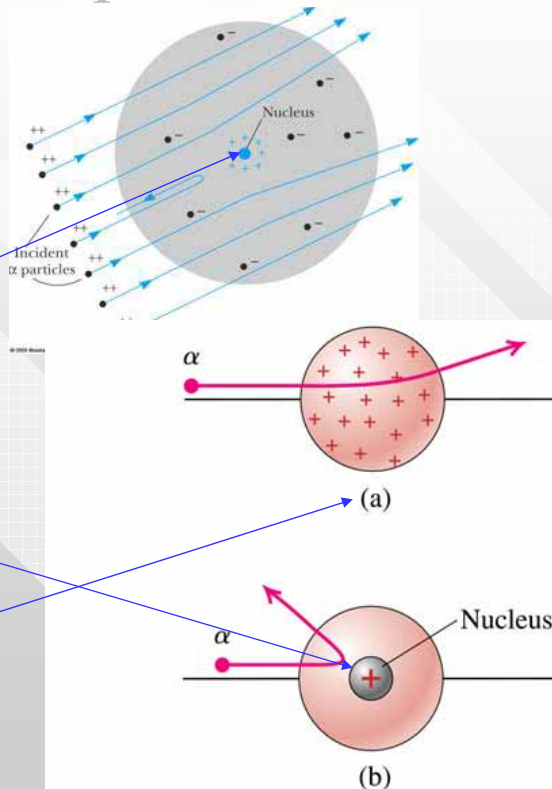 Nucleus
++
++
++
++
++
++
Incident
α particles
α
(a)
α
Nucleus
+
(b)